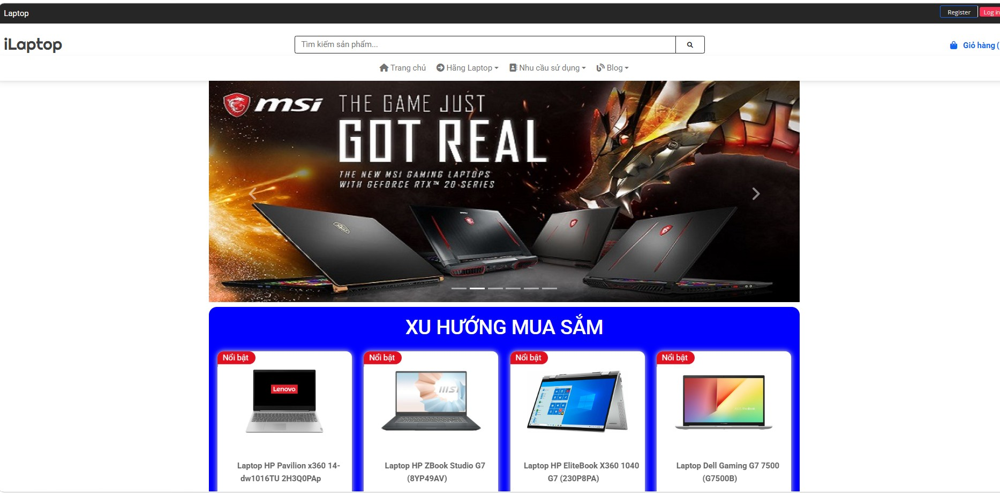 Laptop
Register
Log in
iLaptop
Tìm kiếm sản phẩm...
Giỏ hàng (
Trang chủ
Hãng Laptop
Nhu cầu sử dụng
Blog
msi THE GAME JUST
GOT REAL
THE NEW MSI GAMING LAPTOPS
WITH GEFORCE RTX™ 20 SERIES
XU HƯỚNG MUA SẮM
Nổi bật
Nổi bật
Nổi bật
Nổi bật
Lenovo
msi
Laptop HP Pavilion x360 14-
dw1016TU 2H3Q0PAp
Laptop HP ZBook Studio G7
(8YP49AV)
Laptop HP EliteBook X360 1040
G7 (230P8PA)
Laptop Dell Gaming G7 7500
(G7500B)